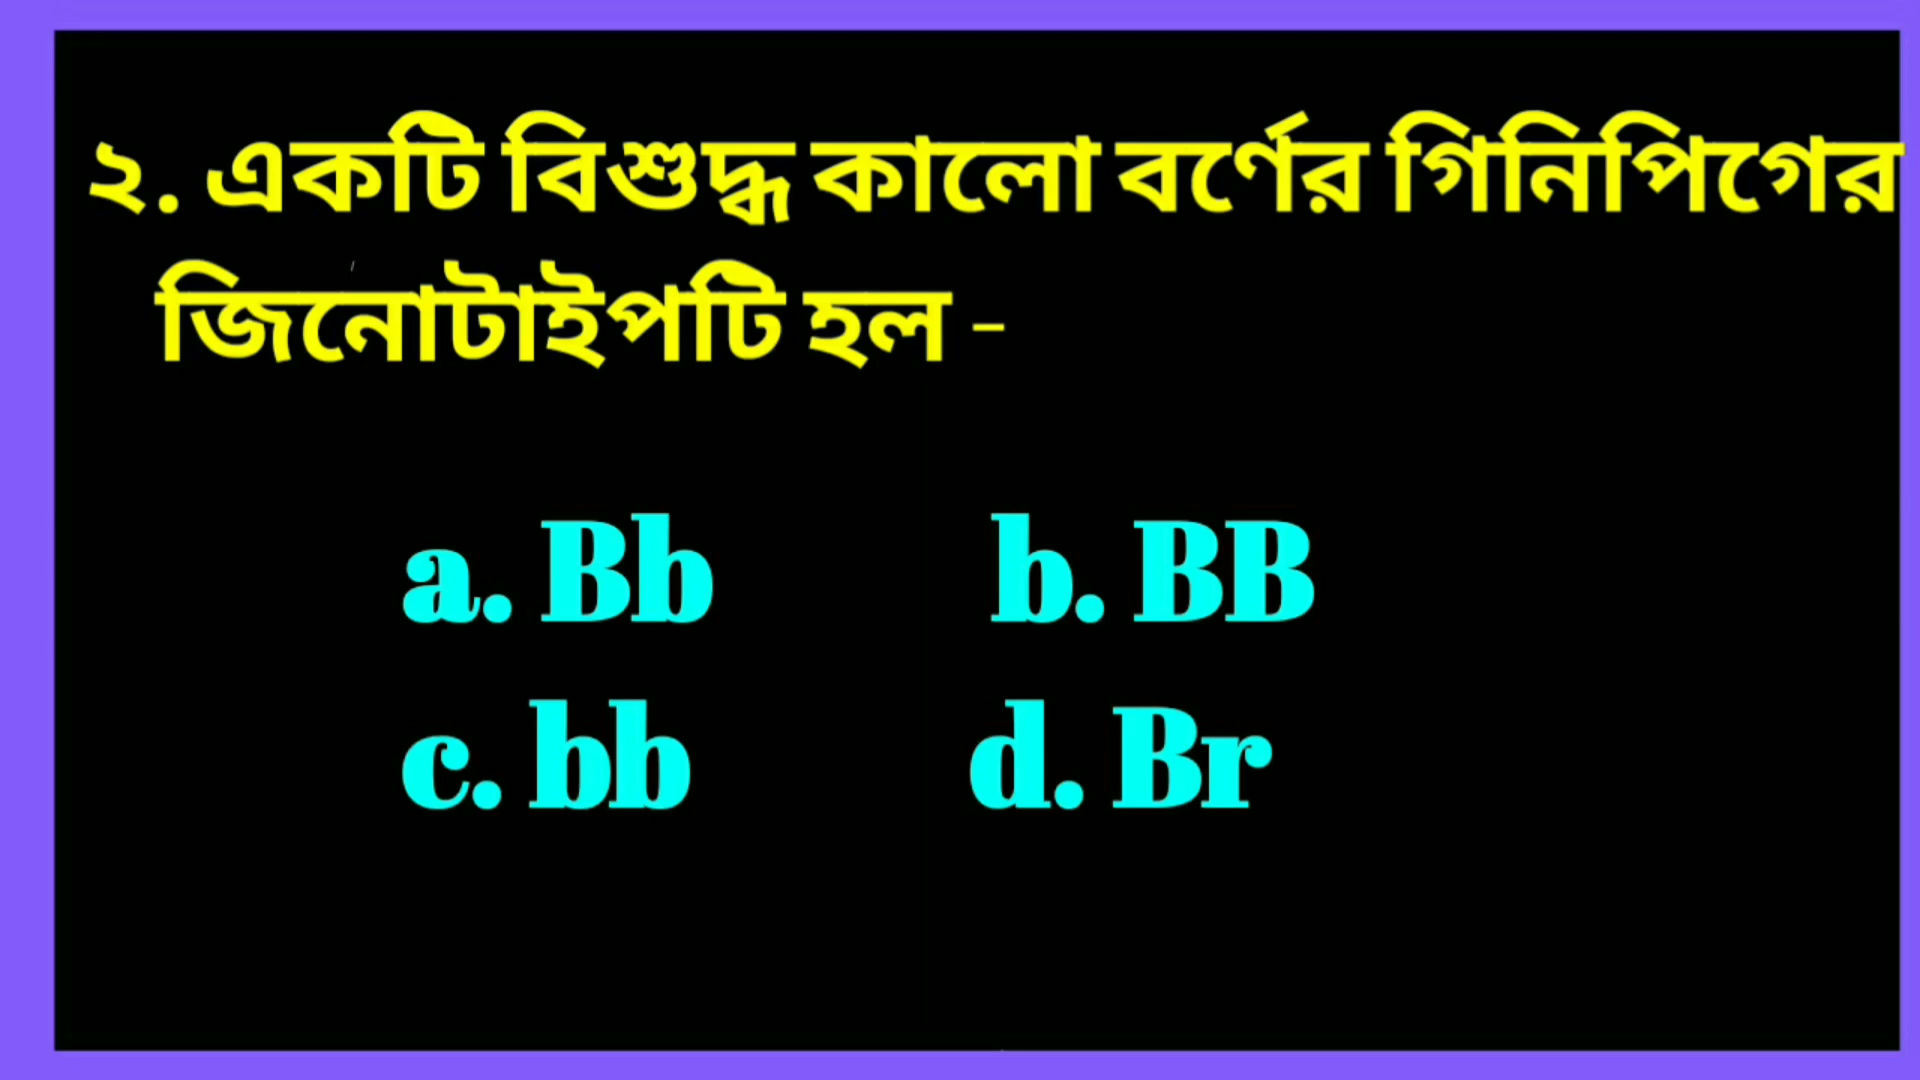 ২. একটি বিশুদ্ধ কালো বর্ণের গিনিপিগের
জিনোটাইপটি হল -
a. Bb b. BB
c. bb d. Br